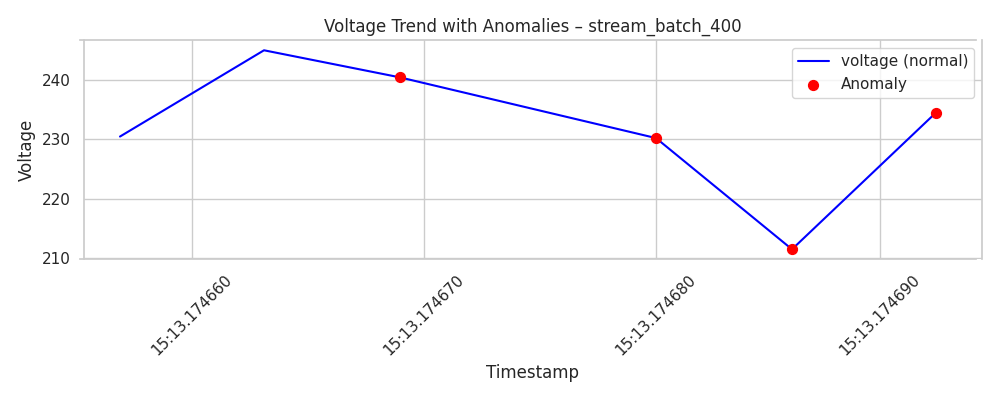 Voltage Trend with Anomalies – stream_batch_400
voltage (normal)
Anomaly
Voltage
240
230
220
210
15:13.174660
15:13.174670
15:13.174680
15:13.174690
Timestamp